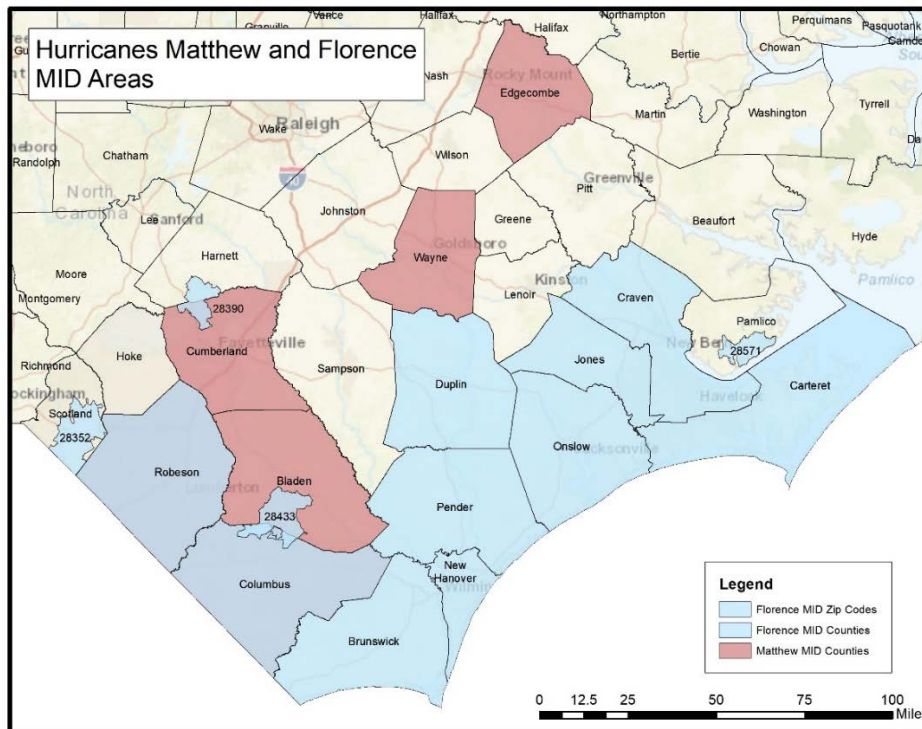 Hurricanes Matthew and Florence
MID Areas
Vance
Halifax
Halifax
Northampton
Perquimans
Pasquotank
Granville
Bertie
Chowan
Camden
Nash
Rocky Mount
Edgecombe
Martin
Washington
Tyrrell
Raleigh
Wake
Wilson
Randolph
Chatham
North
Carolina
Pitt
Greenville
Johnston
Greene
Beaufort
Lee
Sanford
Goldsboro
Hyde
Harnett
Wayne
Moore
Kinston
Pamlico
Montgomery
Lenoir
Craven
28390
Pamlico
Fayetteville
Hoke
Cumberland
New Bern
28571
Richmond
Sampson
Jones
Duplin
Carteret
Scotland
Havelock
28352
Onslow
Jacksonville
Robeson
Bladen
Lumberton
Pender
28433
New
Hanover
Columbus
Brunswick
Legend
Florence MID Zip Codes
Florence MID Counties
Matthew MID Counties
0 12.5 25 50 75 100
Miles